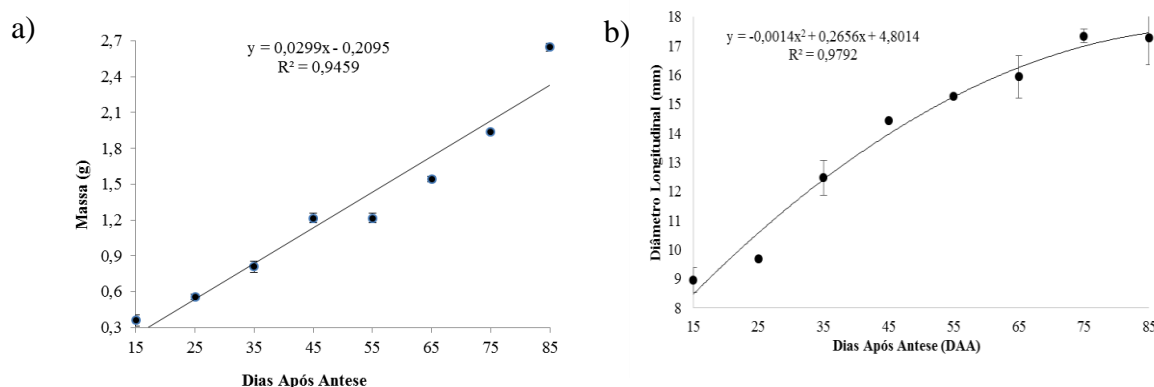 a)
y = 0,0299x - 0,2095
R² = 0,9459
Massa (g)
2,7
2,4
2,1
1,8
1,5
1,2
0,9
0,6
0,3
15 25 35 45 55 65 75 85
Dias Após Antese
b)
y = -0,0014x² + 0,2656x + 4,8014
R² = 0,9792
Diâmetro Longitudinal (mm)
18
17
16
15
14
13
12
11
10
9
8
15 25 35 45 55 65 75 85
Dias Após Antese (DAA)